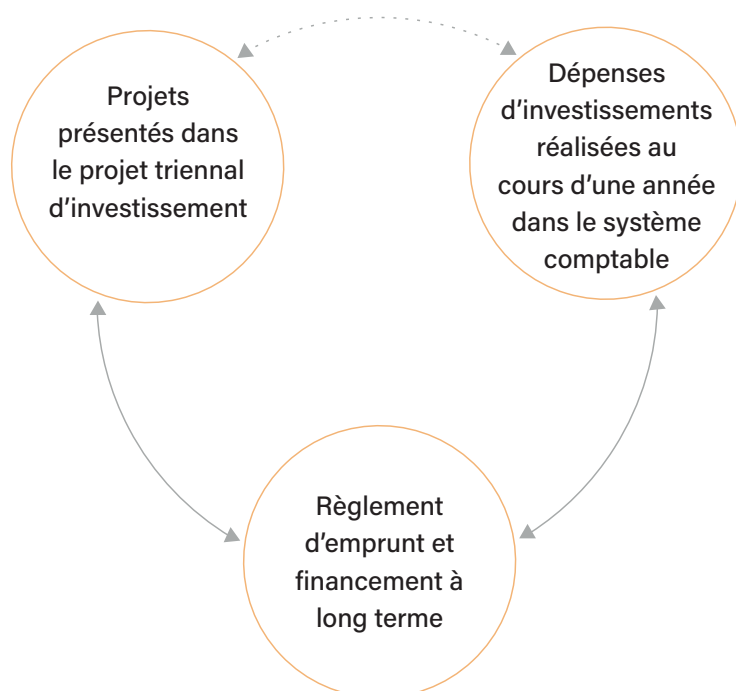 Projets
présentés dans
le projet triennal
d’investissement
Dépenses
d’investissements
réalisées au
cours d’une année
dans le système
comptable
Règlement
d’emprunt et
financement à
long terme